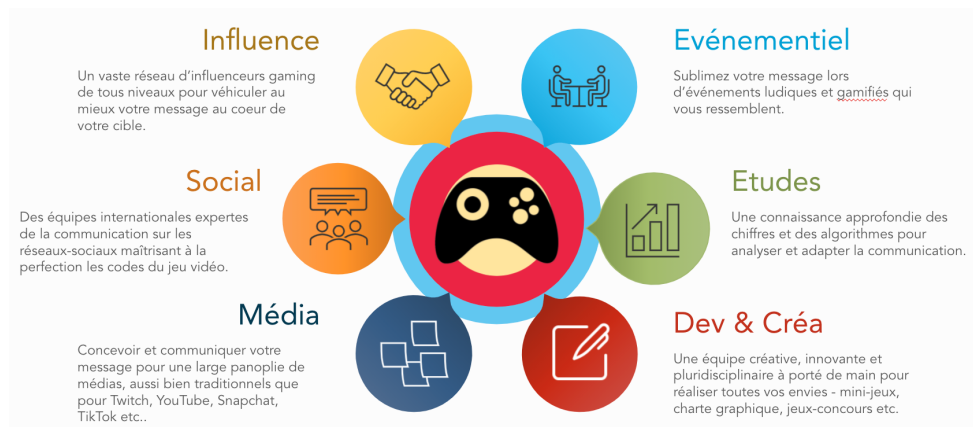 Influence
Un vaste réseau d'influenceurs gaming
de tous niveaux pour véhiculer au
mieux votre message au coeur de
votre cible.
Evénementiel
Sublimez votre message lors
d'événements ludiques et gamifiés qui
vous ressemblent.
Social
Des équipes internationales expertes
de la communication sur les
réseaux-sociaux maîtrisant à la
perfection les codes du jeu vidéo.
Etudes
Une connaissance approfondie des
chiffres et des algorithmes pour
analyser et adapter la communication.
Média
Concevoir et communiquer votre
message pour une large panoplie de
médias, aussi bien traditionnels que
pour Twitch, YouTube, Snapchat,
TikTok etc..
Dev & Créa
Une équipe créative, innovante et
pluridisciplinaire à porté de main pour
réaliser toutes vos envies - mini-jeux,
charte graphique, jeux-concours etc.